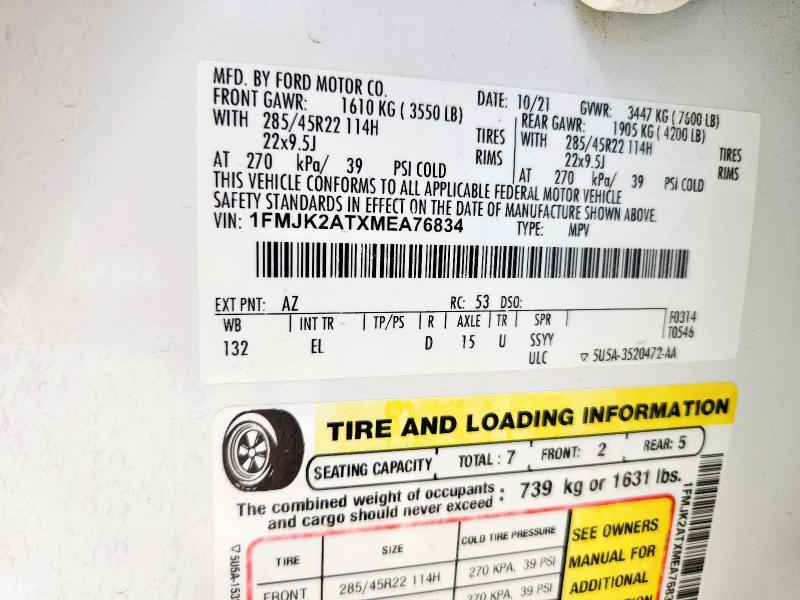 MFD. BY FORD MOTOR CO. DATE: 10/21 GVWR: 3447 KG ( 7600 LB)
FRONT GAWR: 1610 KG ( 3550 LB) REAR GAWR: 1905 KG ( 4200 LB)
WITH 285/45R22 114H TIRES WITH 285/45R22 114H TIRES
22x9.5J RIMS 22x9.5J RIMS
AT 270 kPa/ 39 PSI COLD AT 270 kPa/ 39 PSi COLD
THIS VEHICLE CONFORMS TO ALL APPLICABLE FEDERAL MOTOR VEHICLE
SAFETY STANDARDS IN EFFECT ON THE DATE OF MANUFACTURE SHOWN ABOVE.
VIN: 1FMJK2ATXMEA76834 TYPE: MPV
EXT PNT: AZ RC: 53 DSO:
WB INT TR TP/PS R AXLE TR SPR F0314
132 EL D 15 U SSYY T0546
ULC 5U5A-3520472-AA
TIRE AND LOADING INFORMATION
SEATING CAPACITY TOTAL : 7 FRONT: 2 REAR: 5
The combined weight of occupants
and cargo should never exceed : 739 kg or 1631 lbs.
TIRE SIZE COLD TIRE PRESSURE
FRONT 285/45R22 114H 270 KPA, 39 PSI
SEE OWNERS
MANUAL FOR
ADDITIONAL
1FMJK2ATXMEA7683